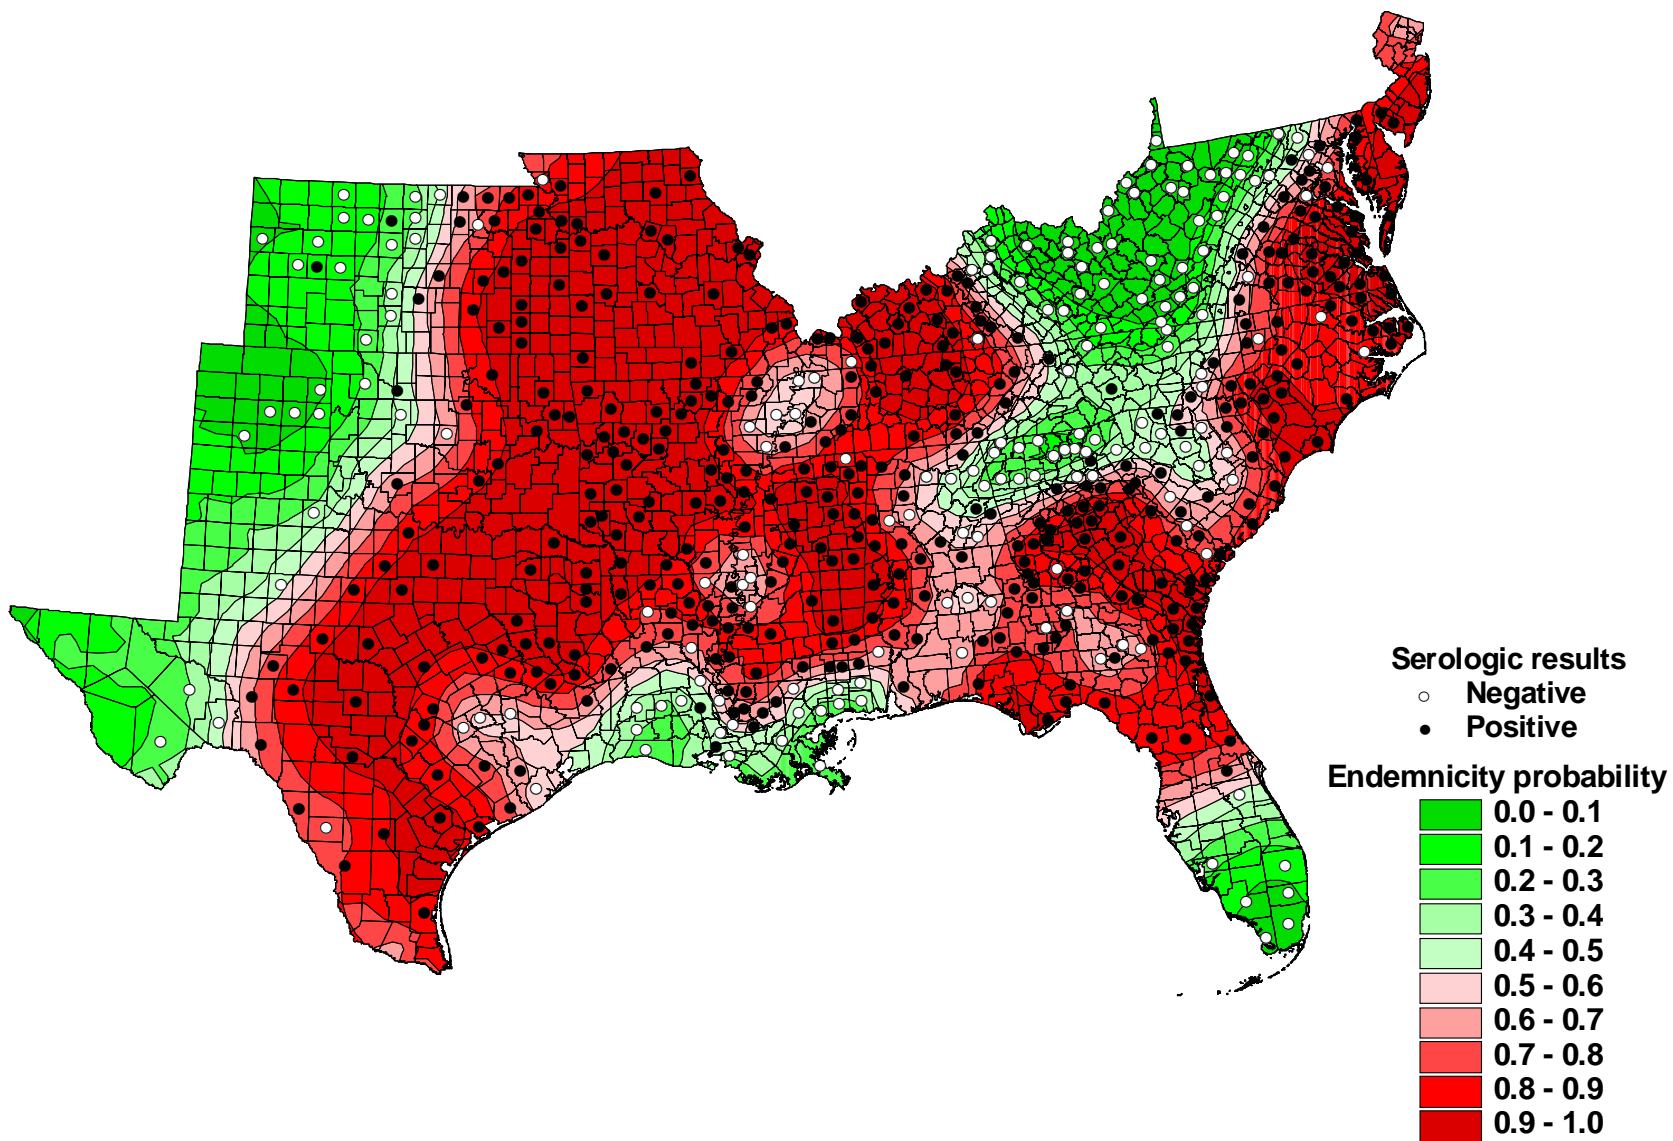 Serologic results
Negative
Positive
Endemnicity probability
0.0 - 0.1
0.1 - 0.2
0.2 - 0.3
0.3 - 0.4
0.4 - 0.5
0.5 - 0.6
0.6 - 0.7
0.7 - 0.8
0.8 - 0.9
0.9 - 1.0